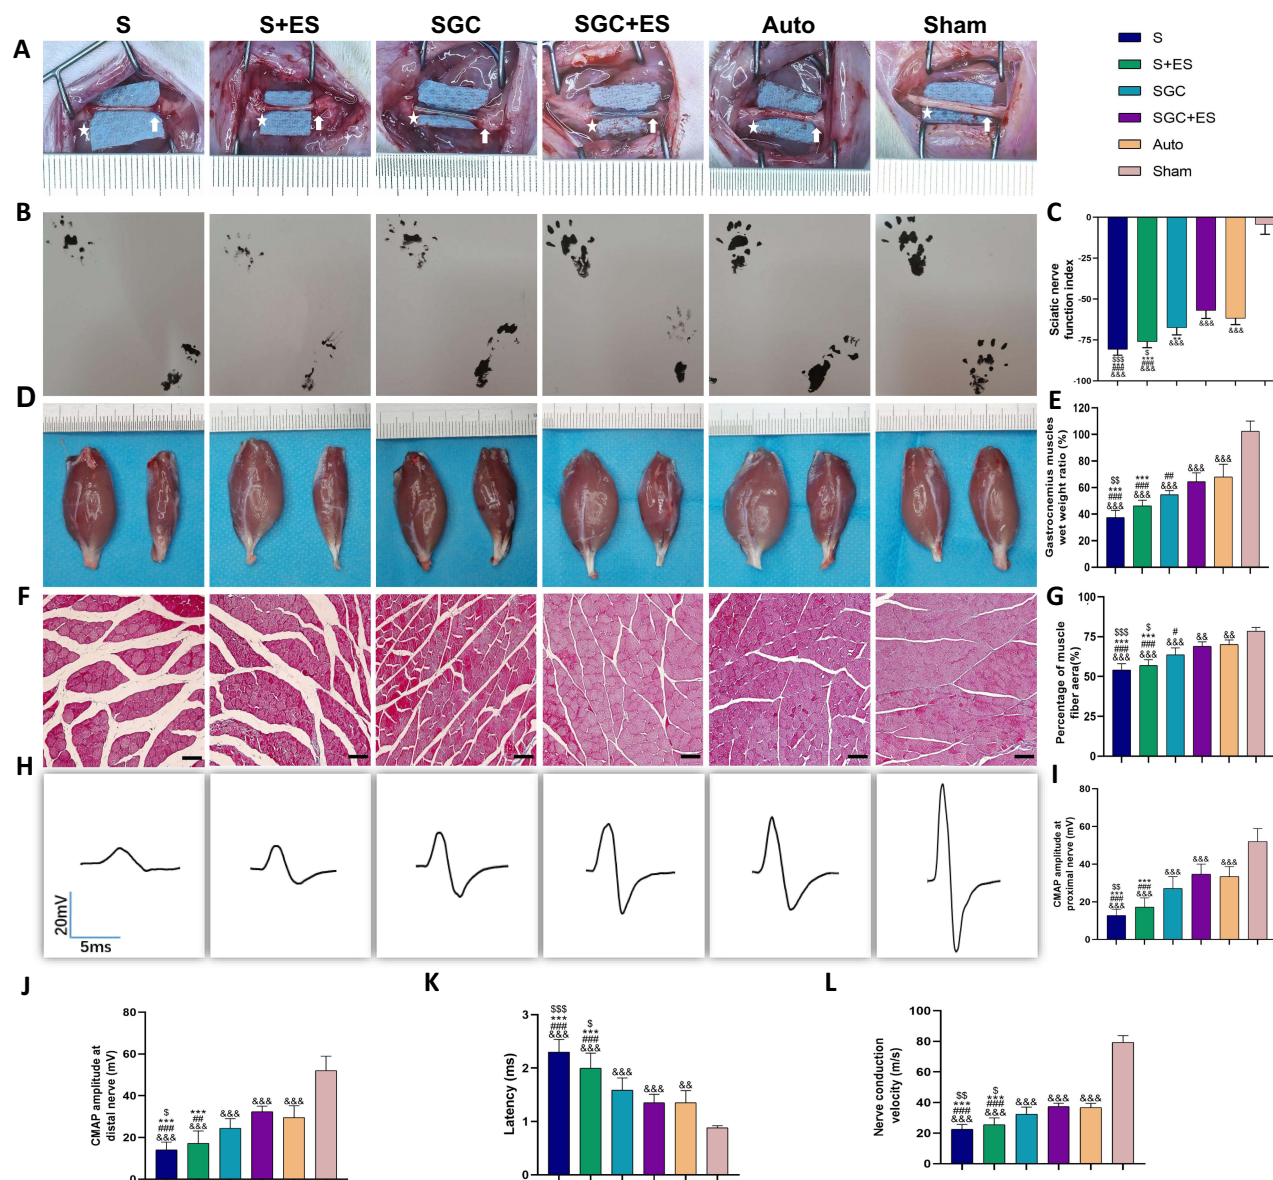 S
S+ES
SGC
SGC+ES
Auto
Sham
A
S
S+ES
SGC
SGC+ES
Auto
Sham
B
C
Sciatic nerve
function index
0
-25
-50
-75
-100
$$$
***
###
&&&
$
***
###
&&&
**
&&&
&&&
&&&
D
E
Gastrocnemius muscles
wet weight ratio (%)
120
100
80
60
40
20
0
$$
***
###
&&&
***
###
&&&
##
&&&
&&&
&&&
F
G
Percentage of muscle
fiber aera(%)
100
75
50
25
0
$$$
***
###
&&&
$
***
###
&&&
#
&&&
&&
&&
H
20mV
5ms
I
CMAP amplitude at
proximal nerve (mV)
80
60
40
20
0
$$
***
###
&&&
***
###
&&&
&&&
&&&
&&&
J
CMAP amplitude at
distal nerve (mV)
80
60
40
20
0
$
***
###
&&&
***
##
&&&
&&&
&&&
&&&
K
Latency (ms)
3
2
1
0
$$$
***
###
&&&
$
***
###
&&&
&&&
&&&
&&
L
Nerve conduction
velocity (m/s)
100
80
60
40
20
0
$$
***
###
&&&
$
***
###
&&&
&&&
&&&
&&&